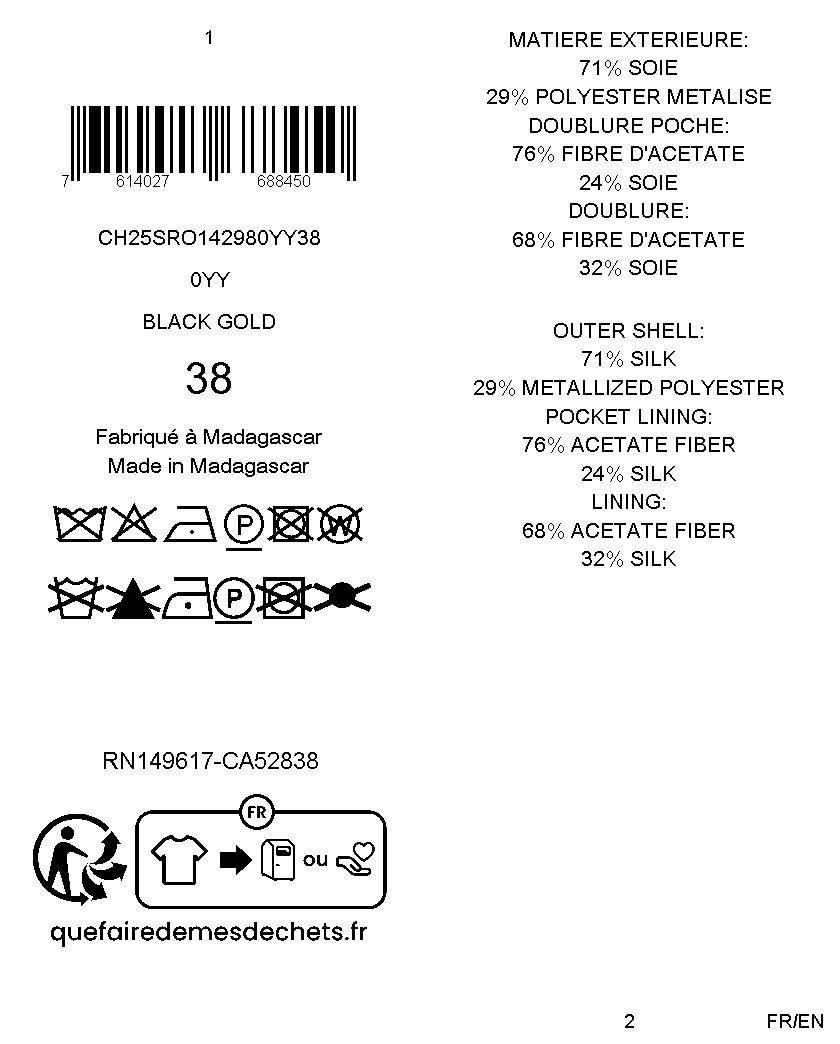 1
7 614027 688450
CH25SRO142980YY38
0YY
BLACK GOLD
38
Fabriqué à Madagascar
Made in Madagascar
P W
P
RN149617-CA52838
FR
ou
quefairedemesdechets.fr
MATIERE EXTERIEURE:
71% SOIE
29% POLYESTER METALISE
DOUBLURE POCHE:
76% FIBRE D'ACETATE
24% SOIE
DOUBLURE:
68% FIBRE D'ACETATE
32% SOIE
OUTER SHELL:
71% SILK
29% METALLIZED POLYESTER
POCKET LINING:
76% ACETATE FIBER
24% SILK
LINING:
68% ACETATE FIBER
32% SILK
2
FR/EN